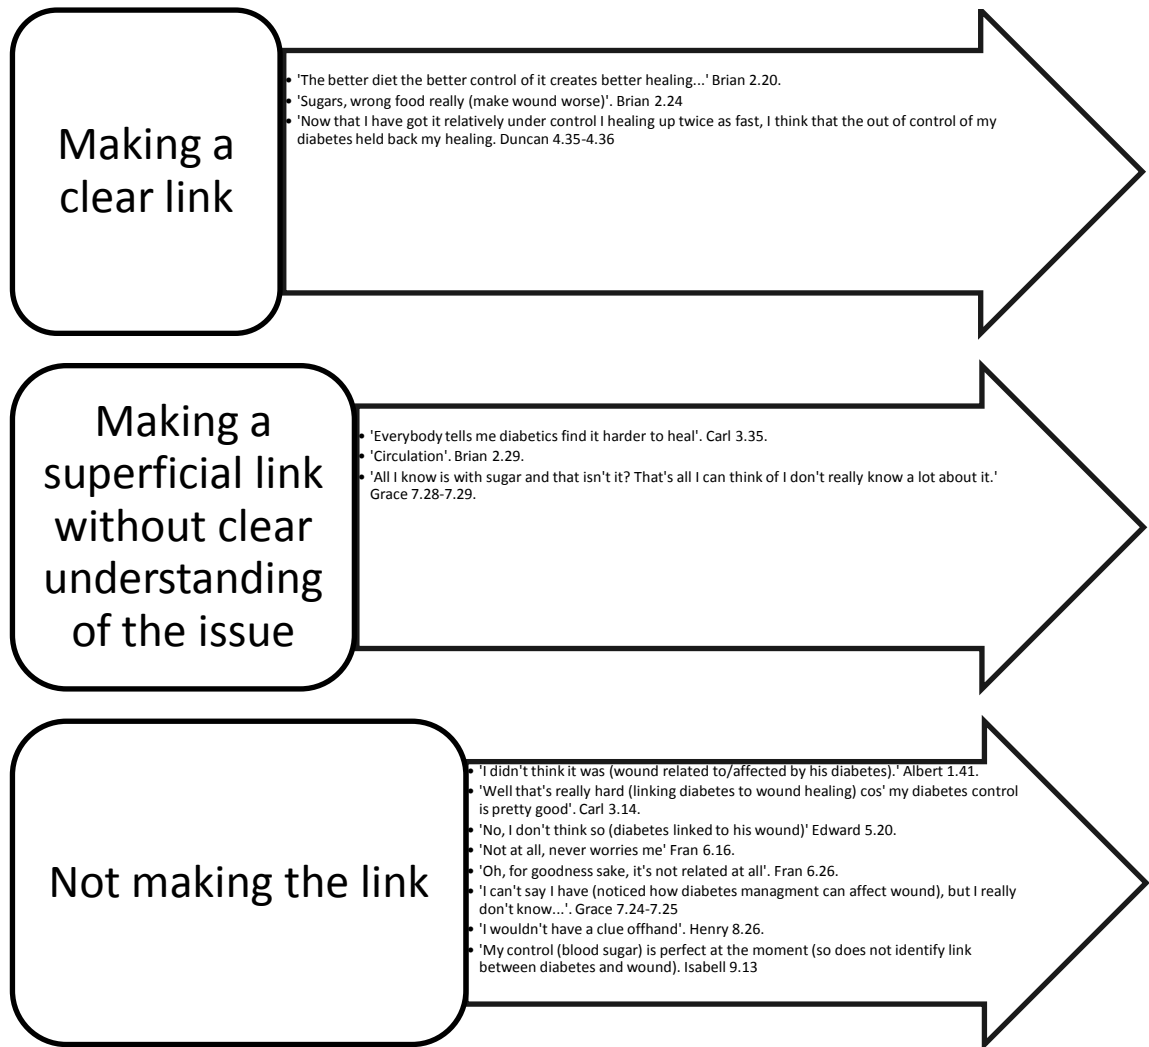 Making a
clear link
• 'The better diet the better control of it creates better healing...' Brian 2.20.
• 'Sugars, wrong food really (make wound worse)'. Brian 2.24
• 'Now that I have got it relatively under control I healing up twice as fast, I think that the out of control of my
diabetes held back my healing. Duncan 4.35-4.36
Making a
superficial link
without clear
understanding
of the issue
• 'Everybody tells me diabetics find it harder to heal'. Carl 3.35.
• 'Circulation'. Brian 2.29.
• 'All I know is with sugar and that isn't it? That's all I can think of I don't really know a lot about it.'
Grace 7.28-7.29.
Not making the link
• 'I didn't think it was (wound related to/affected by his diabetes).' Albert 1.41.
• 'Well that's really hard (linking diabetes to wound healing) cos' my diabetes control
is pretty good'. Carl 3.14.
• 'No, I don't think so (diabetes linked to his wound)' Edward 5.20.
• 'Not at all, never worries me' Fran 6.16.
• 'Oh, for goodness sake, it's not related at all'. Fran 6.26.
• 'I can't say I have (noticed how diabetes managment can affect wound), but I really
don't know...'. Grace 7.24-7.25
• 'I wouldn't have a clue offhand'. Henry 8.26.
• 'My control (blood sugar) is perfect at the moment (so does not identify link
between diabetes and wound). Isabell 9.13